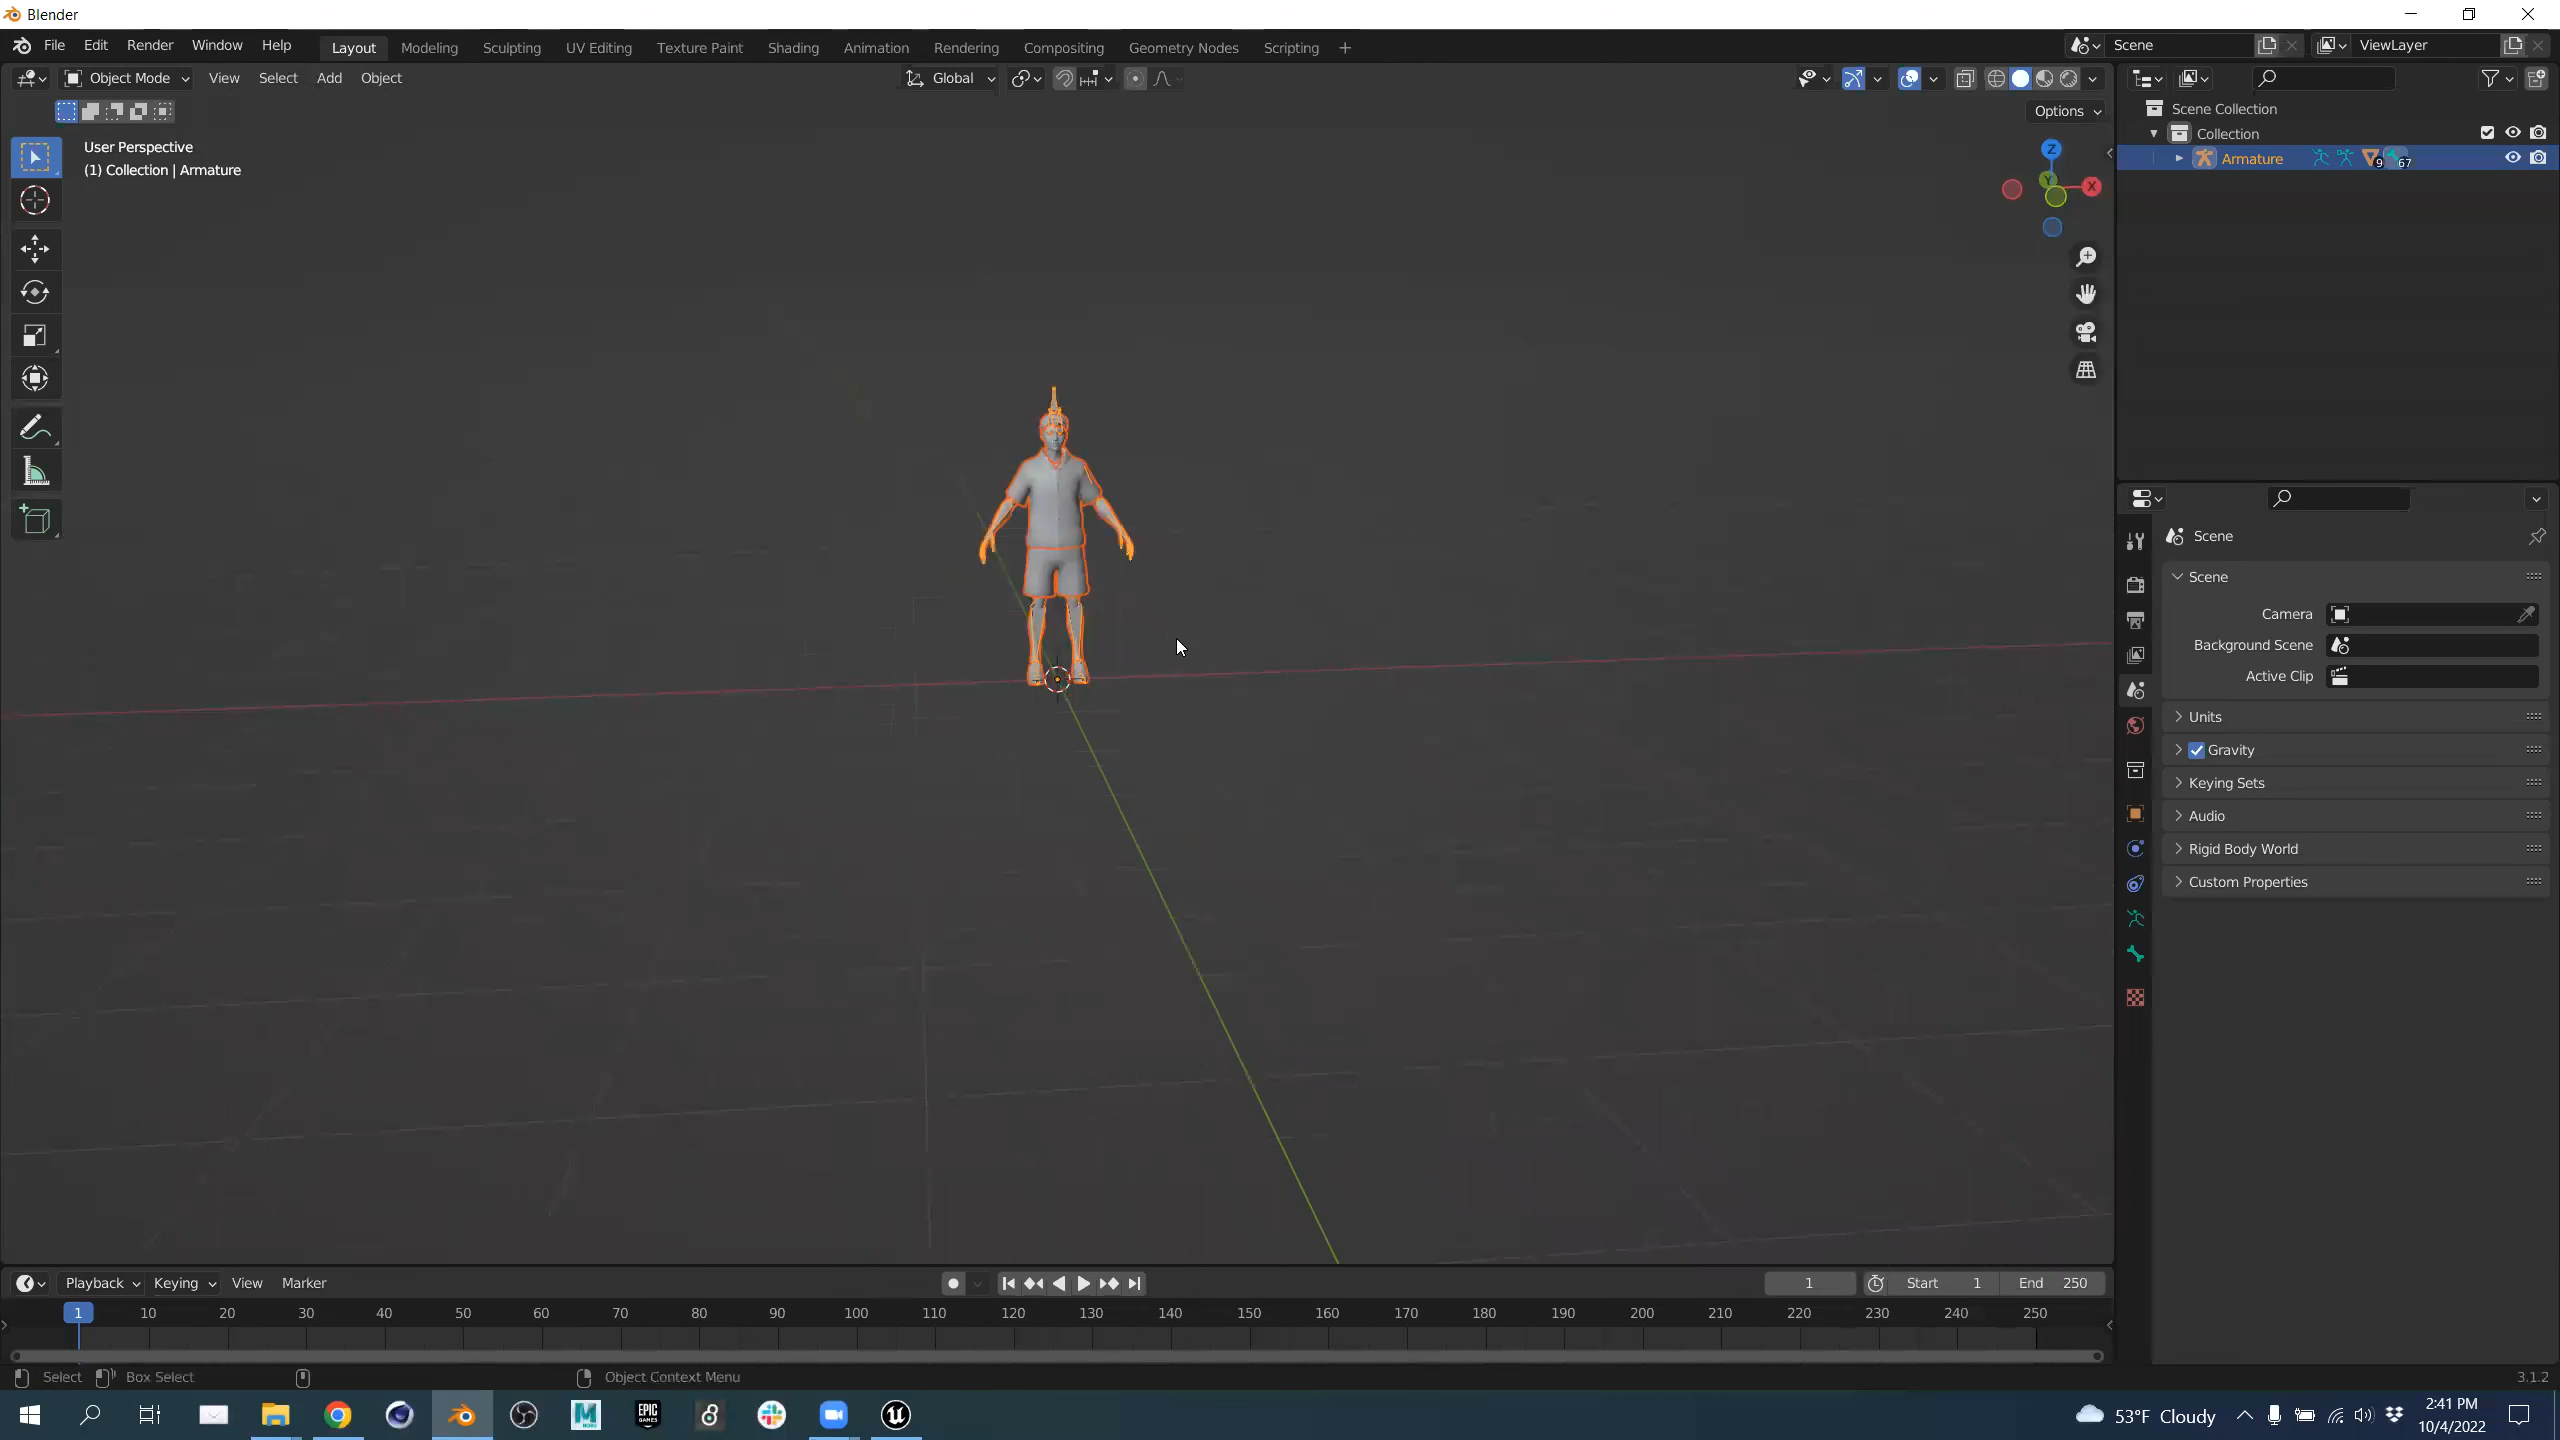 Blender
File Edit Render Window Help Layout Modeling Sculpting UV Editing Texture Paint Shading Animation Rendering Compositing Geometry Nodes Scripting + Scene ViewLayer
Object Mode View Select Add Object Global
Options
User Perspective
(1) Collection | Armature
Z
Y
X
Scene Collection
Collection
Armature 9 67
Scene
Scene
Camera
Background Scene
Active Clip
Units
Gravity
Keying Sets
Audio
Rigid Body World
Custom Properties
Playback Keying View Marker 1 Start 1 End 250
1 10 20 30 40 50 60 70 80 90 100 110 120 130 140 150 160 170 180 190 200 210 220 230 240 250
Select Box Select Object Context Menu 3.1.2
M EPIC GAMES 53°F Cloudy 2:41 PM
10/4/2022